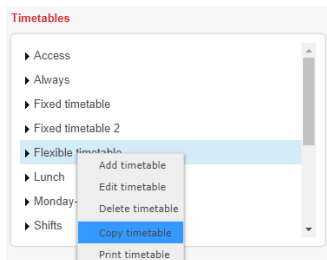 Timetables
Access
Always
Fixed timetable
Fixed timetable 2
Flexible timetable
Lunch
Monday-
Shifts
Add timetable
Edit timetable
Delete timetable
Copy timetable
Print timetable